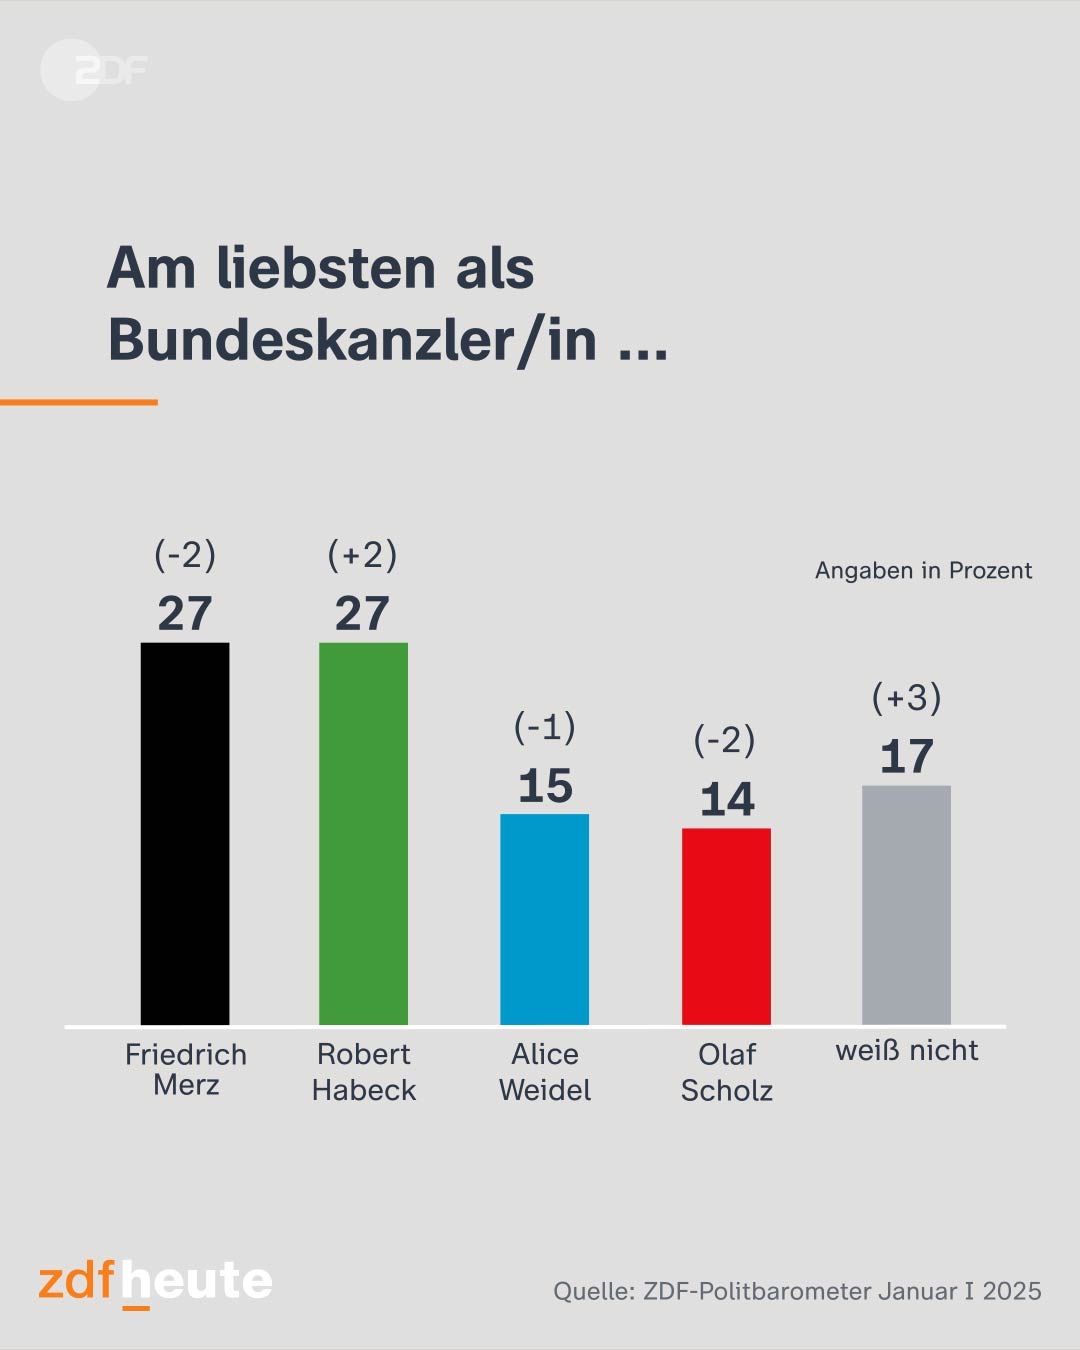 ZDF
Am liebsten als
Bundeskanzler/in ...
Angaben in Prozent
(-2)
27
(+2)
27
(-1)
15
(-2)
14
(+3)
17
Friedrich
Merz
Robert
Habeck
Alice
Weidel
Olaf
Scholz
weiß nicht
zdfheute
Quelle: ZDF-Politbarometer Januar I 2025